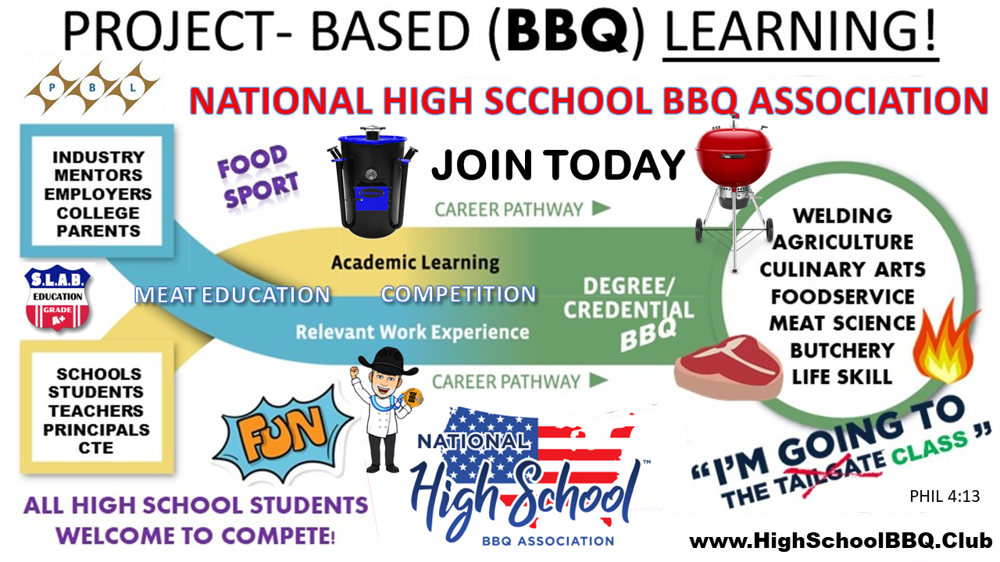 PROJECT- BASED (BBQ) LEARNING!
P B L
NATIONAL HIGH SCCHOOL BBQ ASSOCIATION
INDUSTRY
MENTORS
EMPLOYERS
COLLEGE
PARENTS
FOOD
SPORT
JOIN TODAY
CAREER PATHWAY
WELDING
AGRICULTURE
CULINARY ARTS
FOODSERVICE
MEAT SCIENCE
BUTCHERY
LIFE SKILL
Academic Learning
S.L.A.B.
EDUCATION
GRADE
A+
MEAT EDUCATION
COMPETITION
DEGREE/
CREDENTIAL
BBQ
Relevant Work Experience
SCHOOLS
STUDENTS
TEACHERS
PRINCIPALS
CTE
CAREER PATHWAY
FUN
BBQ
NATIONAL
High School
™
BBQ ASSOCIATION
“I'M GOING TO
THE TAILGATE CLASS”
PHIL 4:13
ALL HIGH SCHOOL STUDENTS
WELCOME TO COMPETE!
www.HighSchoolBBQ.Club